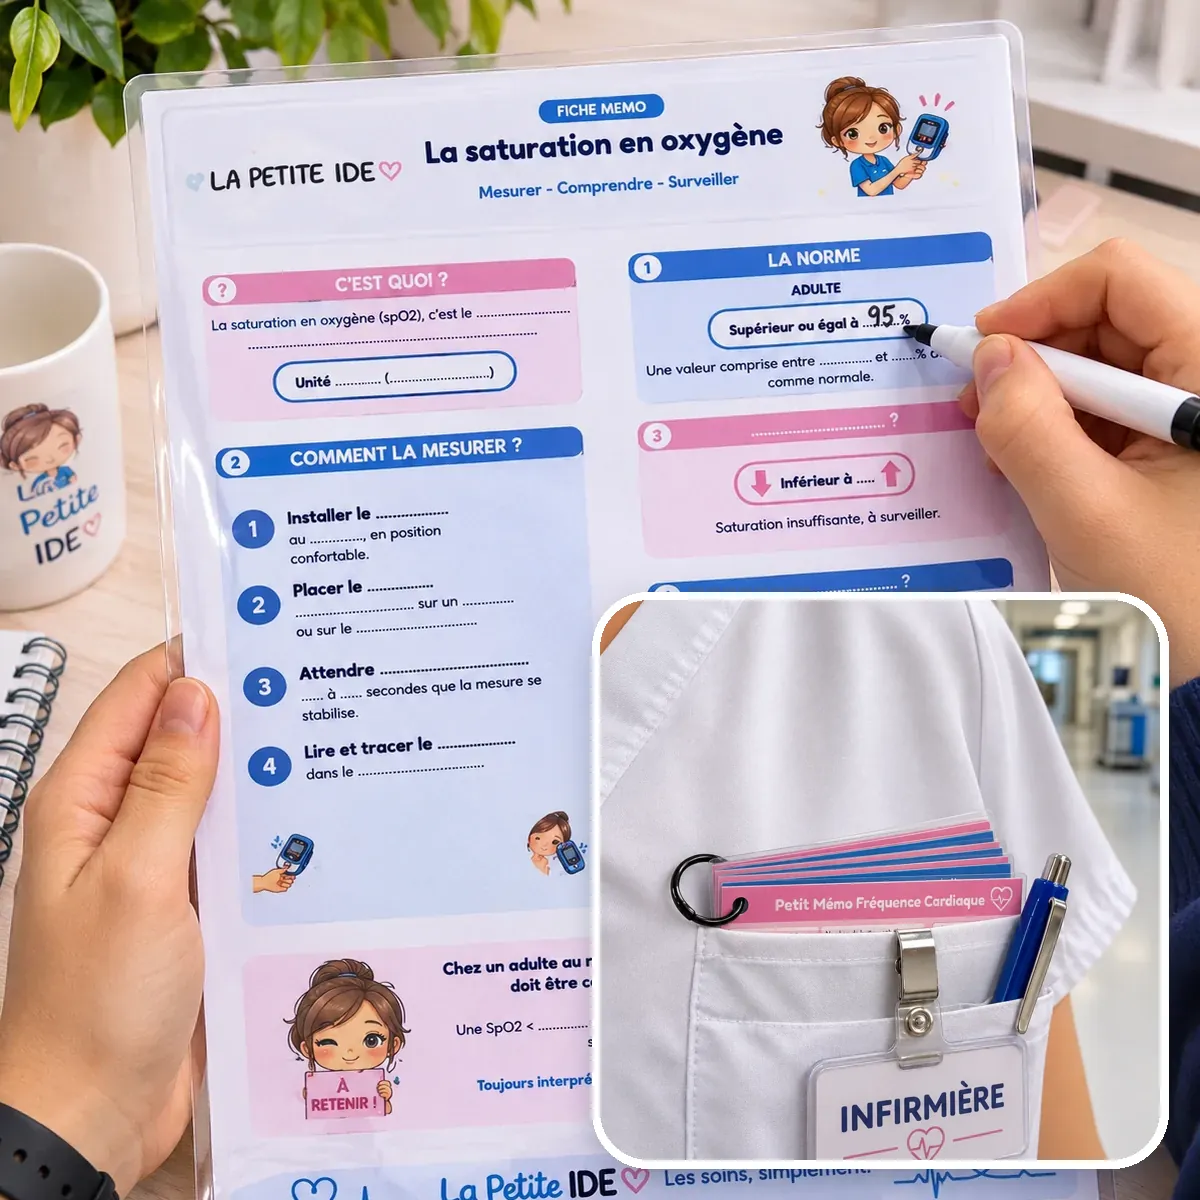 FICHE MEMO
La saturation en oxygène
Mesurer - Comprendre - Surveiller
LA PETITE IDE
? C'EST QUOI ?
La saturation en oxygène (spO2), c'est le ........................
..........................................................................
Unité ............ (..........................)
1 LA NORME
ADULTE
Supérieur ou égal à ..95..%
Une valeur comprise entre .............. et .......%
comme normale.
2 COMMENT LA MESURER ?
1 Installer le ...................
au .............., en position
confortable.
2 Placer le .................
.............................. sur un .............
ou sur le ...............................
3 Attendre ......................................
...... à ...... secondes que la mesure se
stabilise.
4 Lire et tracer le ....................
dans le ................................
3 .............................. ?
Inférieur à .....
Saturation insuffisante, à surveiller.
.................... ?
À
RETENIR !
Chez un adulte au
doit être
Une SpO2 < ............
Toujours
La Petite IDE
Les soins, simplement.
Petite
IDE
Petit Mémo Fréquence Cardiaque
INFIRMIÈRE